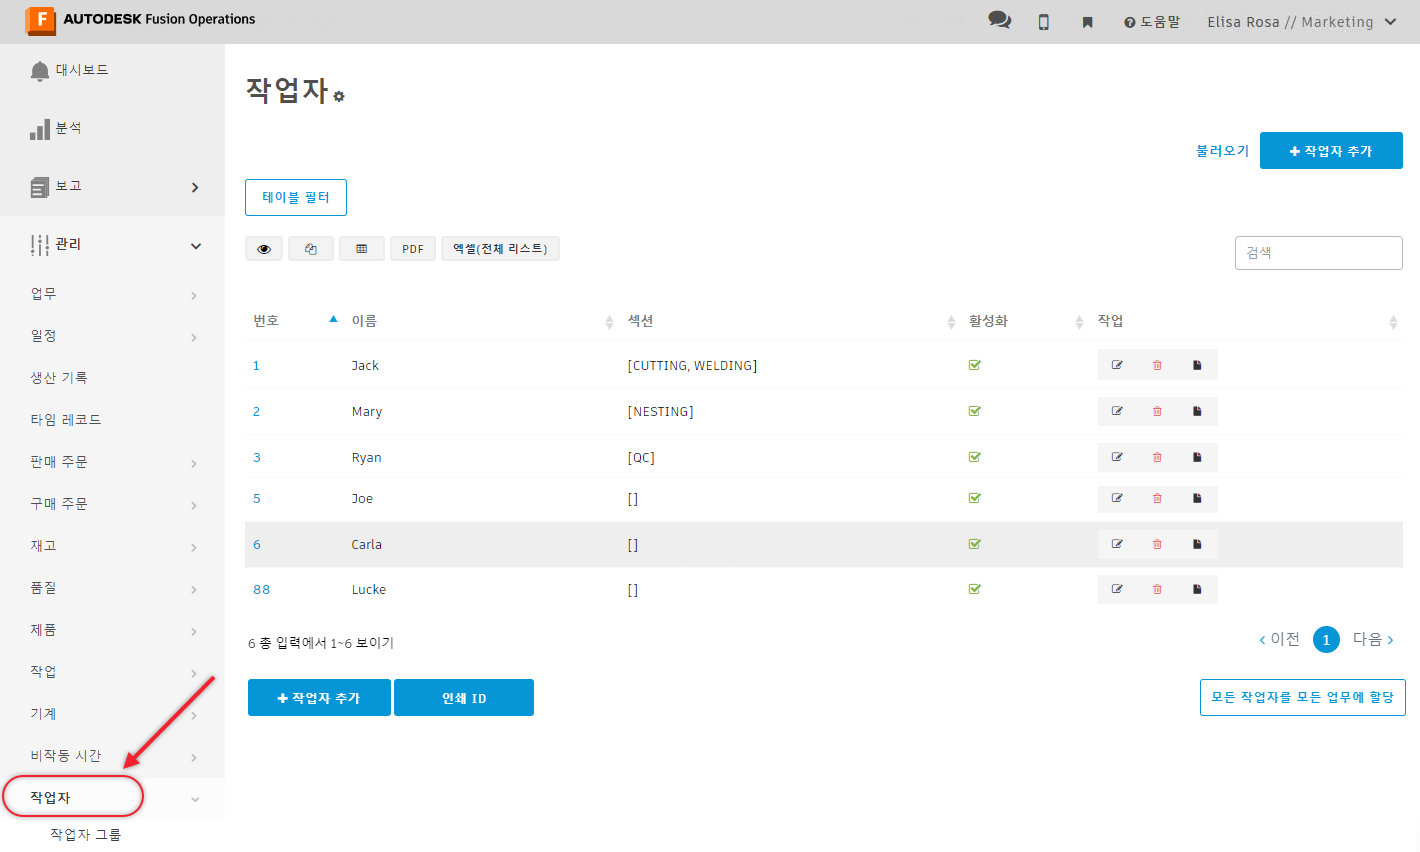 AUTODESK Fusion Operations
도움말
Elisa Rosa // Marketing
대시보드
분석
보고
관리
업무
일정
생산 기록
타임 레코드
판매 주문
구매 주문
재고
품질
제품
작업
기계
비작동 시간
작업자
작업자 그룹
작업자
불러오기
+ 작업자 추가
테이블 필터
PDF
엑셀(전체 리스트)
검색
번호 이름 섹션 활성화 작업
1 Jack [CUTTING, WELDING]
2 Mary [NESTING]
3 Ryan [QC]
5 Joe []
6 Carla []
88 Lucke []
6 총 입력에서 1~6 보이기
이전 1 다음
+ 작업자 추가
인쇄 ID
모든 작업자를 모든 업무에 할당